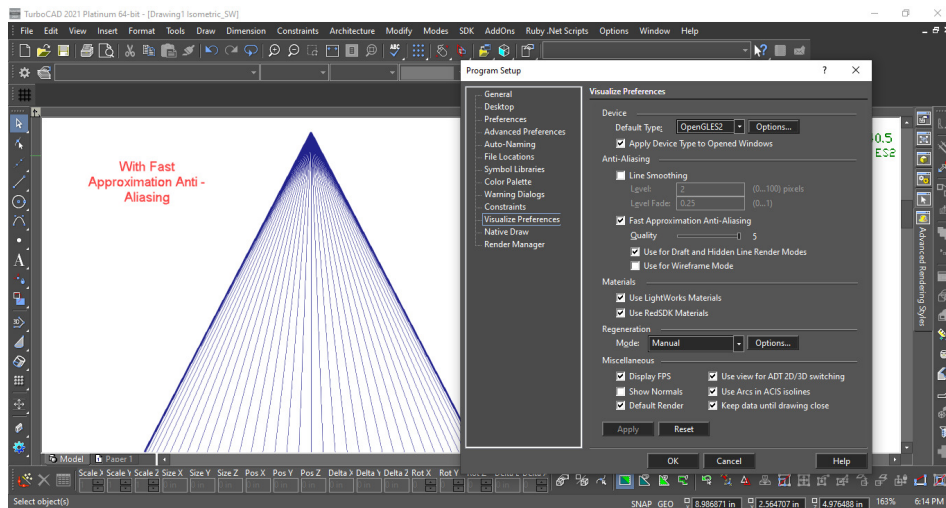 TurboCAD 2021 Platinum 64-bit - [Drawing1 Isometric_SW]
File Edit View Insert Format Tools Draw Dimension Constraints Architecture Modify Modes SDK AddOns Ruby .Net Scripts Options Window Help
Program Setup
General
Desktop
Preferences
Advanced Preferences
Auto-Naming
File Locations
Symbol Libraries
Color Palette
Warning Dialogs
Constraints
Visualize Preferences
Native Draw
Render Manager
Visualize Preferences
Device
Default Type: OpenGLES2 Options...
Apply Device Type to Opened Windows
Anti-Aliasing
Line Smoothing
Level: 2 (0...100) pixels
Level Fade: 0.25 (0...1)
Fast Approximation Anti-Aliasing
Quality 5
Use for Draft and Hidden Line Render Modes
Use for Wireframe Mode
Materials
Use LightWorks Materials
Use RedSDK Materials
Regeneration
Mode: Manual Options...
Miscellaneous
Display FPS Use view for ADT 2D/3D switching
Show Normals Use Arcs in ACIS isolines
Default Render Keep data until drawing close
Apply Reset
OK Cancel Help
With Fast
Approximation Anti -
Aliasing
0.5
ES2
Advanced Rendering Styles
Model Paper 1
Scale X Scale Y Scale Z Size X Size Y Size Z Pos X Pos Y Pos Z Delta X Delta Y Delta Z Rot X Rot Y
Select object(s)
SNAP GEO 8.986871 in 2.564707 in 4.976488 in 163% 6:14 PM